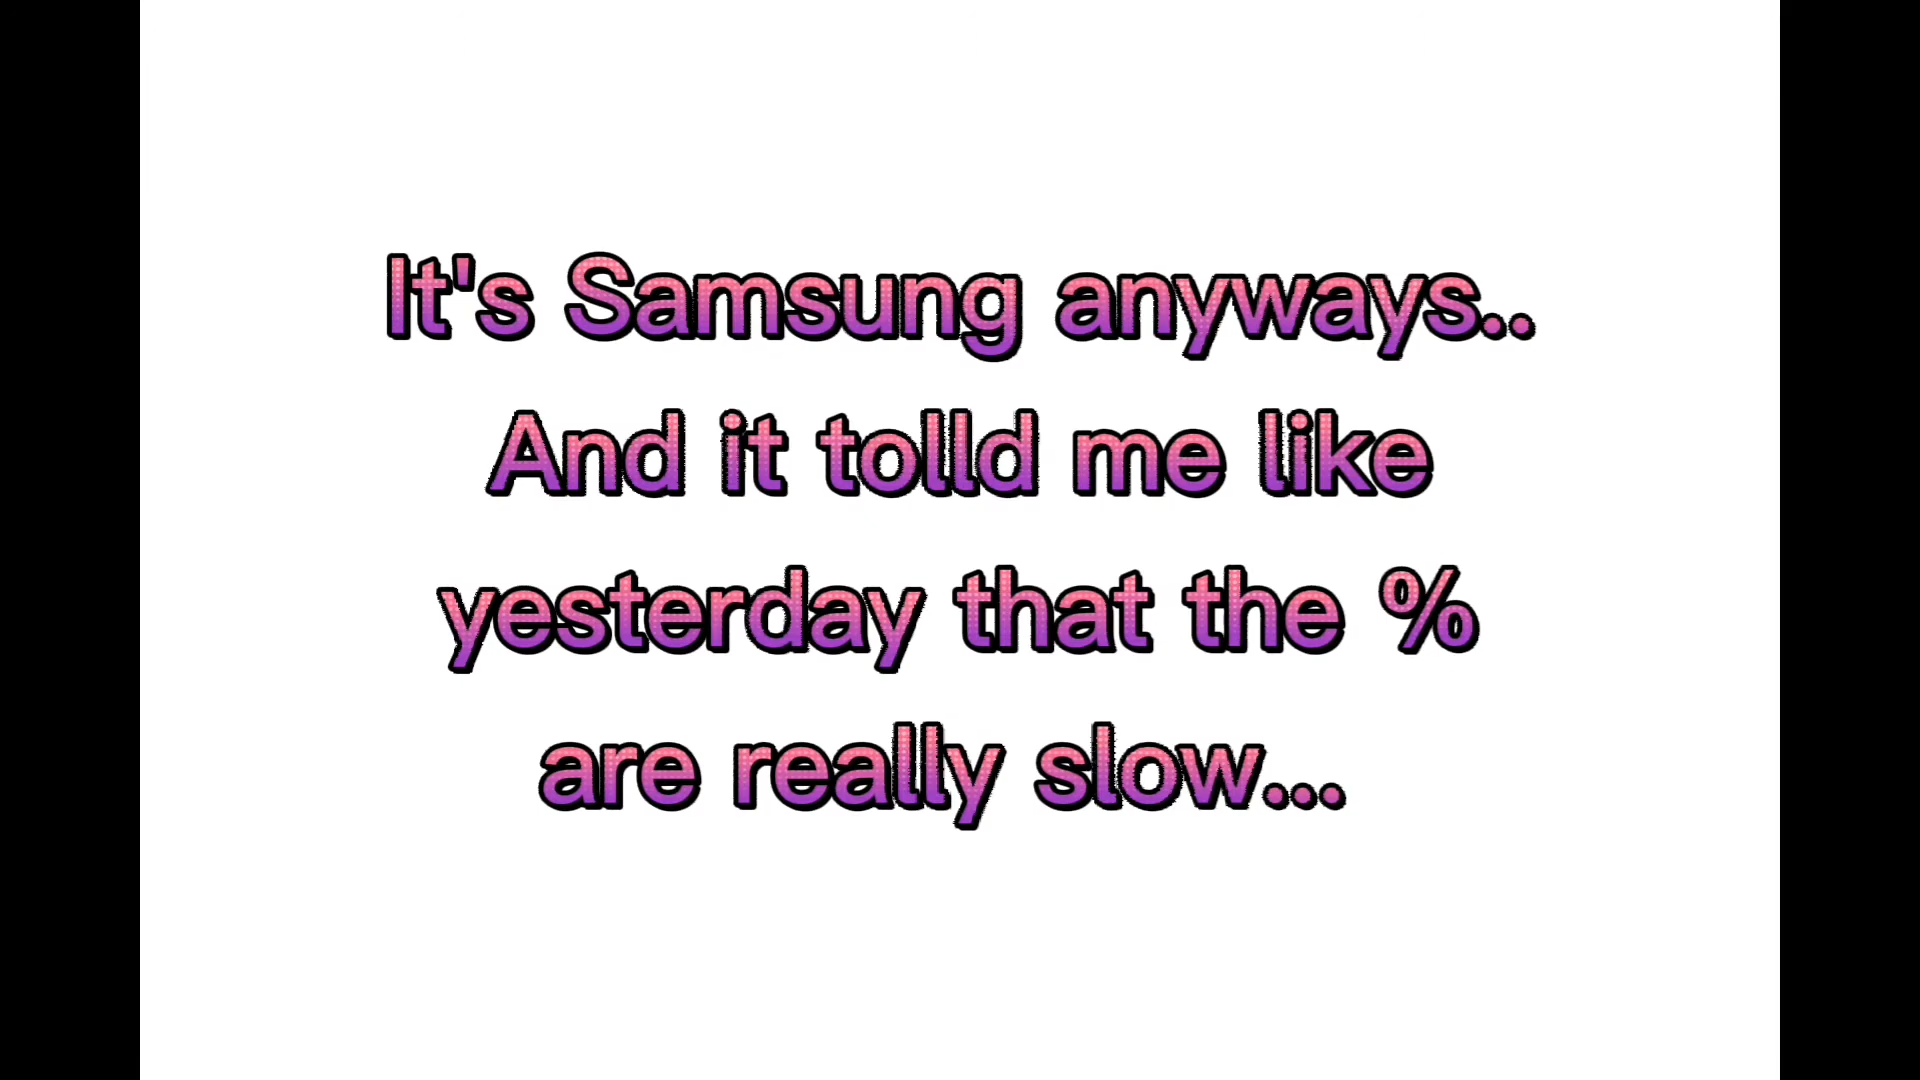 It's Samsung anyways..
And it tolld me like
yesterday that the %
are really slow...